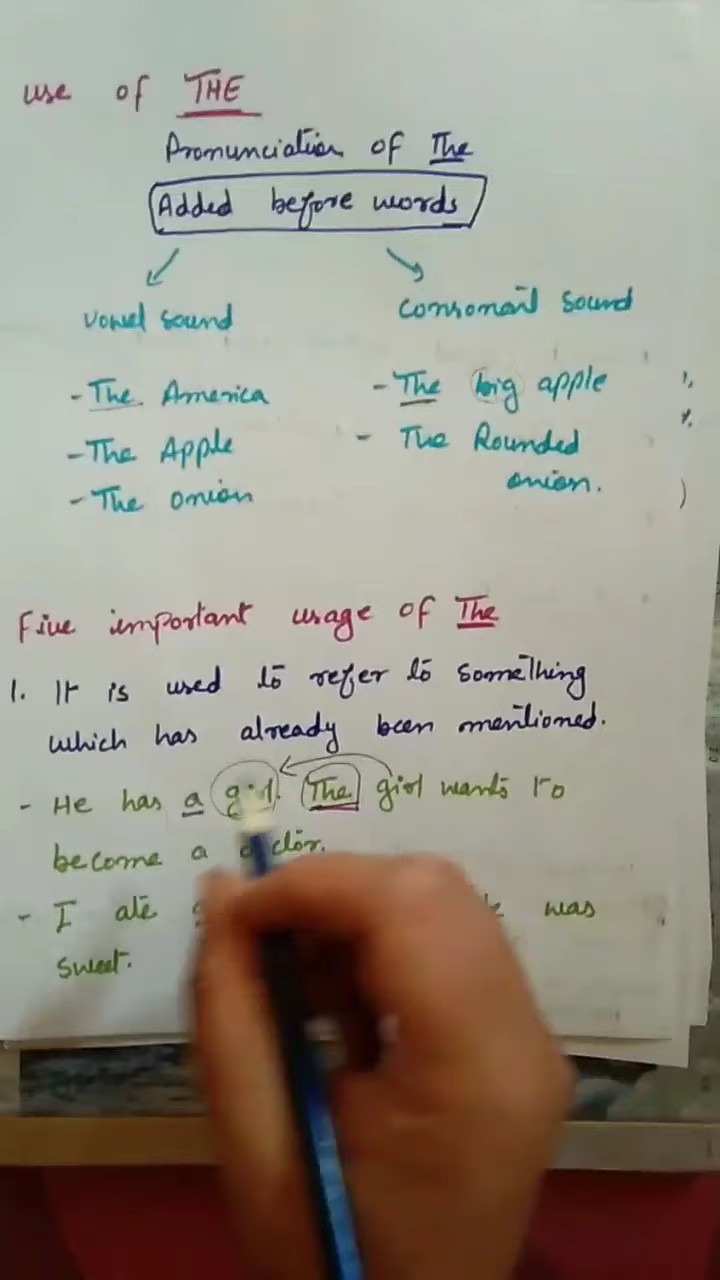 use of THE
Pronunciation of The
Added before words
vowel sound
consonant sound
- The America
- The big apple
- The Apple
- The Rounded
onion.
- The onion
Five important usage of The
1. It is used to refer to something
which has already been mentioned.
- He has a girl. The girl wants to
become a doctor.
- I ate was
sweet.